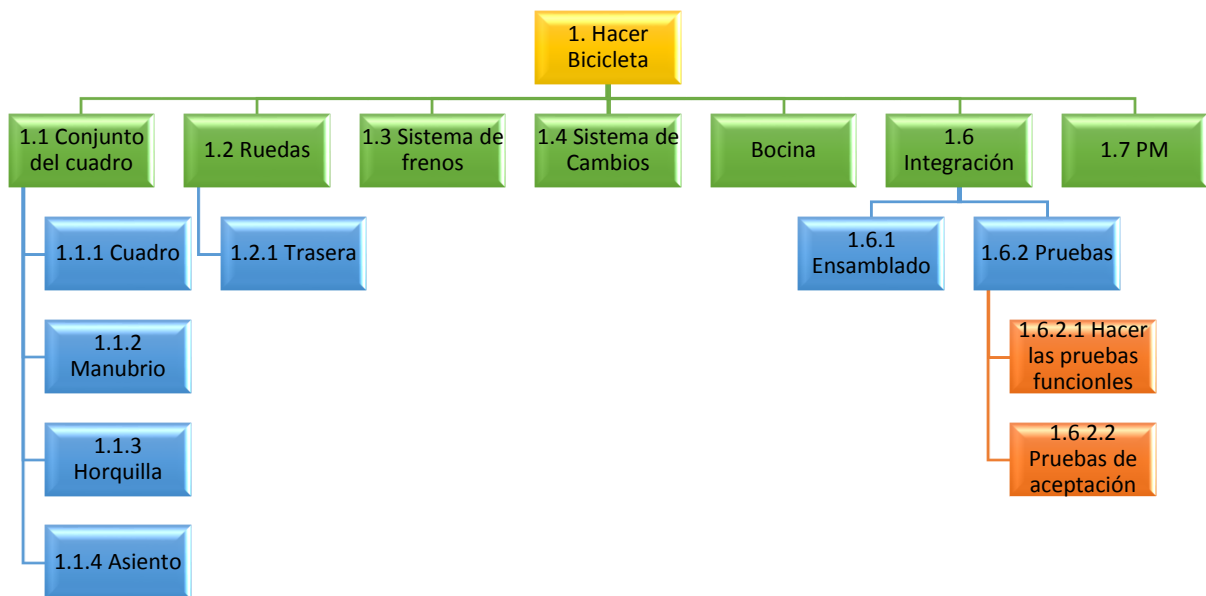 1. Hacer
Bicicleta
1.1 Conjunto
del cuadro
1.2 Ruedas
1.3 Sistema de
frenos
1.4 Sistema de
Cambios
Bocina
1.6
Integración
1.7 PM
1.1.1 Cuadro
1.1.2
Manubrio
1.1.3
Horquilla
1.1.4 Asiento
1.2.1 Trasera
1.6.1
Ensamblado
1.6.2 Pruebas
1.6.2.1 Hacer
las pruebas
funcionles
1.6.2.2
Pruebas de
aceptación